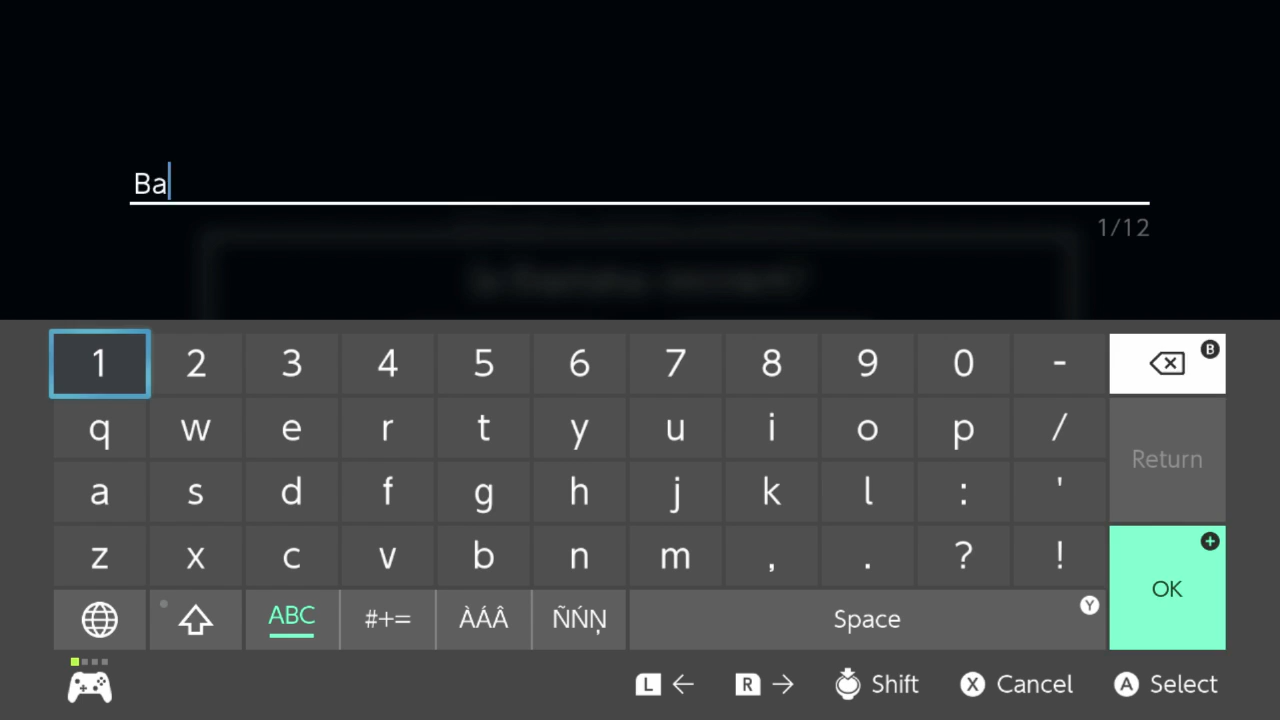 Ba
1/12
1 2 3 4 5 6 7 8 9 0 - B
q w e r t y u i o p / Return
a s d f g h j k l : '
z x c v b n m , . ? ! + OK
ABC #+= ÀÁÂ ÑŃŅ Space Y
L ← R → Shift X Cancel A Select